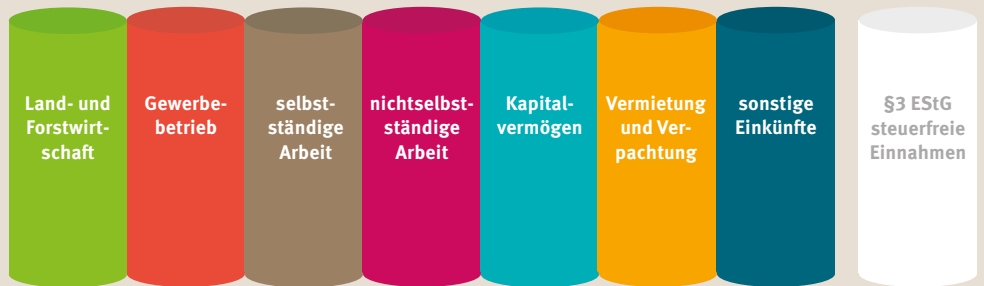 Land- und
Forstwirt-
schaft
Gewerbe-
betrieb
selbst-
ständige
Arbeit
nichtselbst-
ständige
Arbeit
Kapital-
vermögen
Vermietung
und Ver-
pachtung
sonstige
Einkünfte
§3 EStG
steuerfreie
Einnahmen